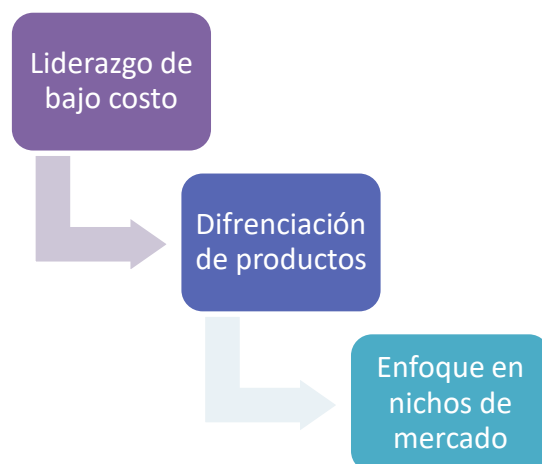 Liderazgo de
bajo costo
Difrenciación
de productos
Enfoque en
nichos de
mercado